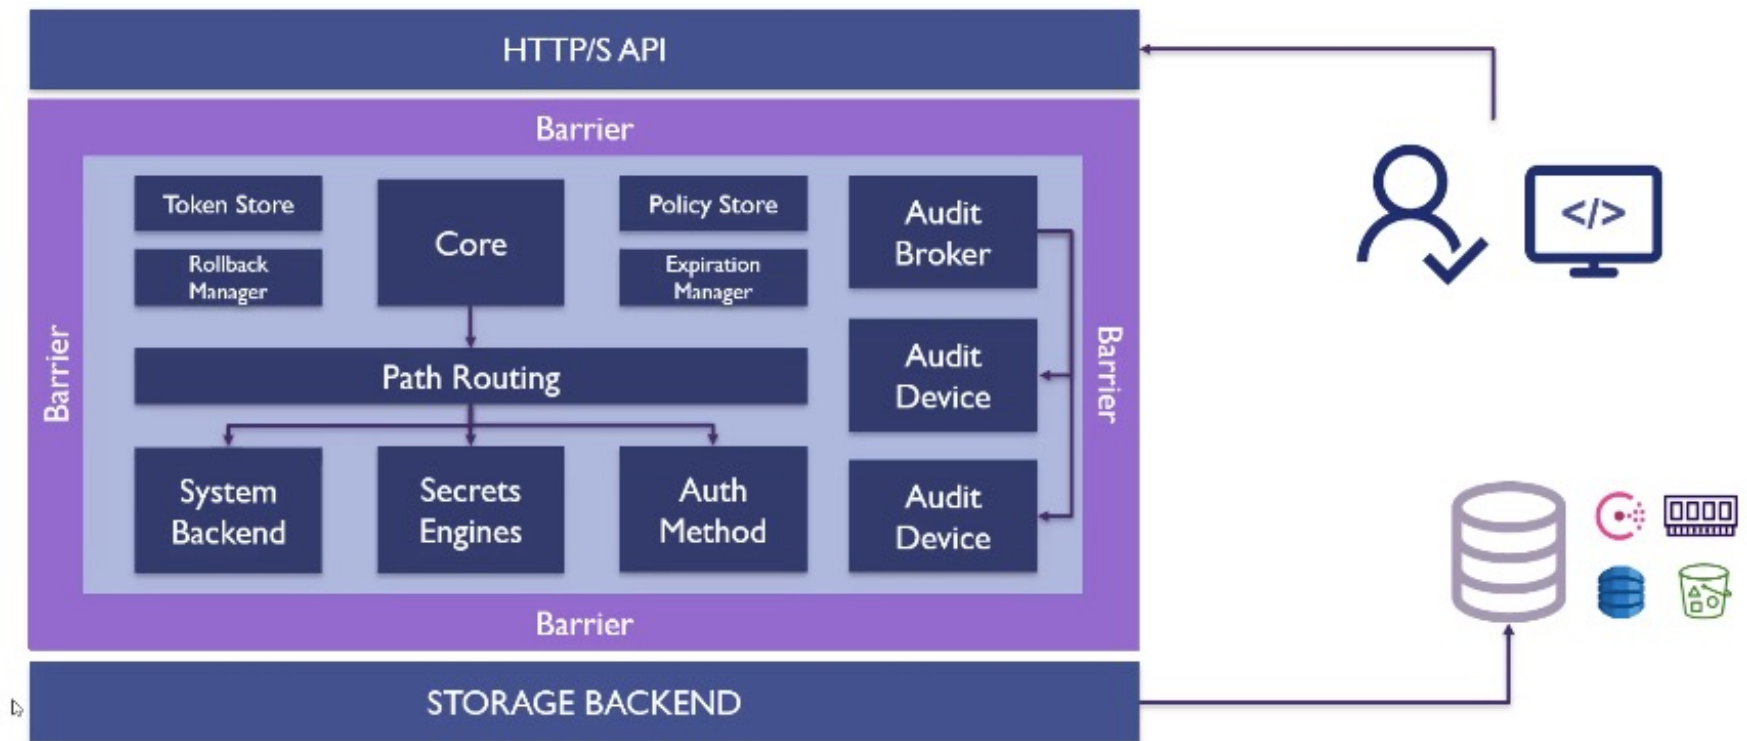 HTTP/S API
Barrier
Token Store
Core
Policy Store
Audit
Broker
Rollback
Manager
Expiration
Manager
Barrier
Barrier
Path Routing
Audit
Device
System
Backend
Secrets
Engines
Auth
Method
Audit
Device
Barrier
STORAGE BACKEND
</>